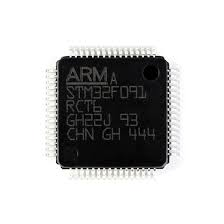 ARM A
STM32F091
RCT6
GH22J 93
CHN GH 444